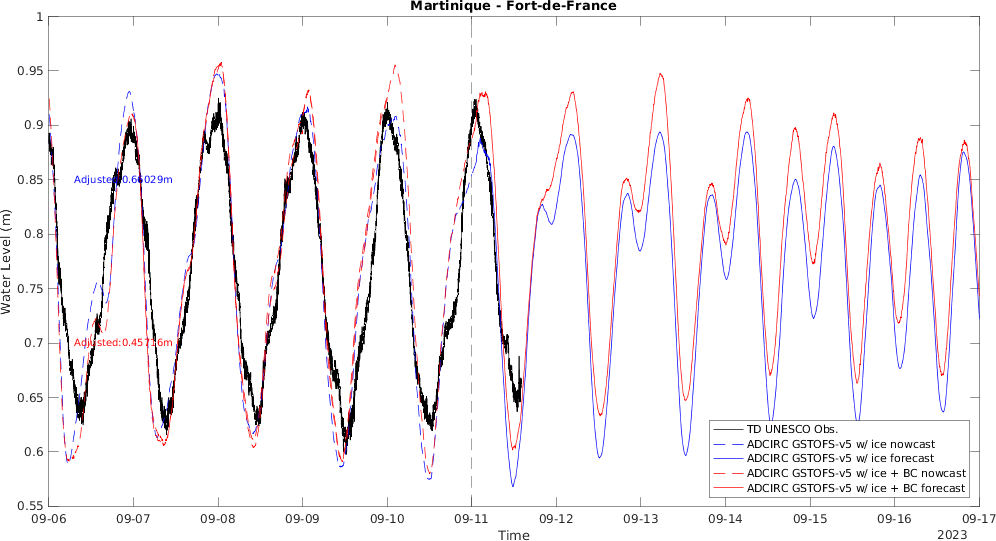 Martinique - Fort-de-France
1
0.95
0.9
0.85
0.8
0.75
0.7
0.65
0.6
0.55
Water Level (m)
Adjusted:0.66029m
Adjusted:0.45716m
TD UNESCO Obs.
ADCIRC GSTOFS-v5 w/ ice nowcast
ADCIRC GSTOFS-v5 w/ ice forecast
ADCIRC GSTOFS-v5 w/ ice + BC nowcast
ADCIRC GSTOFS-v5 w/ ice + BC forecast
09-06 09-07 09-08 09-09 09-10 09-11 09-12 09-13 09-14 09-15 09-16 09-17
Time
2023